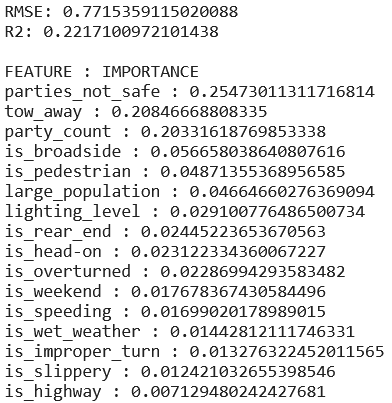 RMSE: 0.7715359115020088
R2: 0.2217100972101438
FEATURE : IMPORTANCE
parties_not_safe : 0.25473011311716814
tow_away : 0.20846668808335
party_count : 0.20331618769853338
is_broadside : 0.056658038640807616
is_pedestrian : 0.04871355368956585
large_population : 0.04664660276369094
lighting_level : 0.029100776486500734
is_rear_end : 0.02445223653670563
is_head-on : 0.023122334360067227
is_overturned : 0.02286994293583482
is_weekend : 0.017678367430584496
is_speeding : 0.01699020178989015
is_wet_weather : 0.01442812111746331
is_improper_turn : 0.013276322452011565
is_slippery : 0.012421032655398546
is_highway : 0.007129480242427681